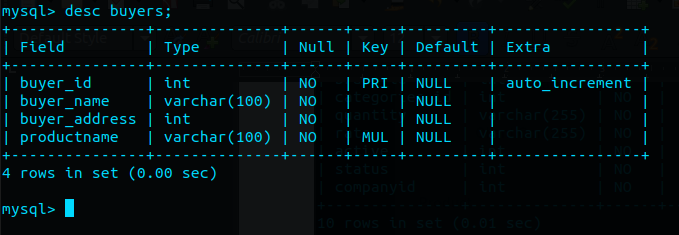 mysql> desc buyers;
+---------------+--------------+------+-----+---------+----------------+
| Field         | Type         | Null | Key | Default | Extra          |
+---------------+--------------+------+-----+---------+----------------+
| buyer_id      | int          | NO   | PRI | NULL    | auto_increment |
| buyer_name    | varchar(100) | NO   |     | NULL    |                |
| buyer_address | int          | NO   |     | NULL    |                |
| productname   | varchar(100) | NO   | MUL | NULL    |                |
+---------------+--------------+------+-----+---------+----------------+
4 rows in set (0.00 sec)
mysql>